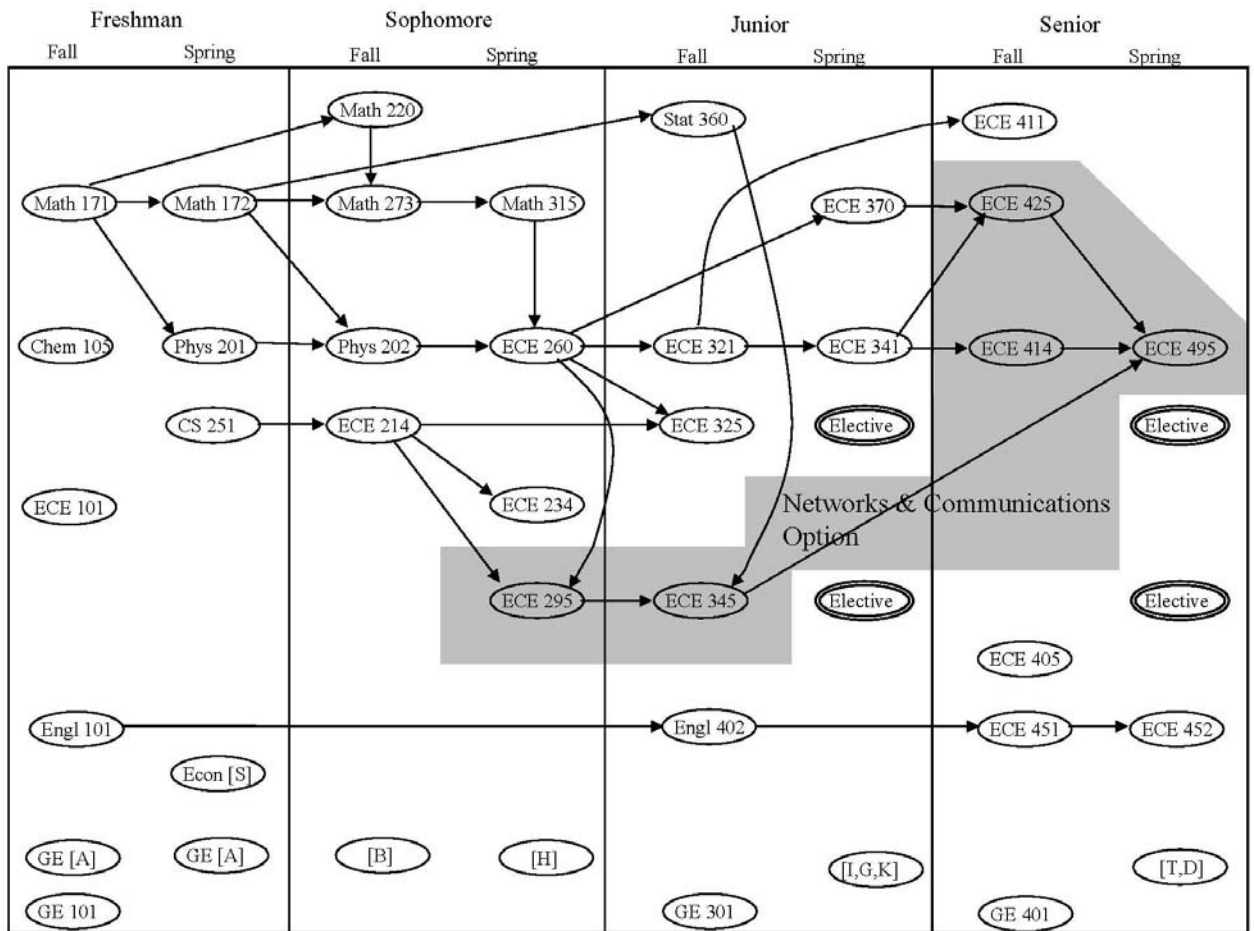 Freshman
Sophomore
Junior
Senior
Fall
Spring
Fall
Spring
Fall
Spring
Fall
Spring
Math 220
Stat 360
ECE 411
Math 171
Math 172
Math 273
Math 315
ECE 370
ECE 425
Chem 105
Phys 201
Phys 202
ECE 260
ECE 321
ECE 341
ECE 414
ECE 495
CS 251
ECE 214
ECE 325
Elective
Elective
ECE 101
ECE 234
Networks & Communications
Option
ECE 295
ECE 345
Elective
Elective
ECE 405
Engl 101
Engl 402
ECE 451
ECE 452
Econ [S]
GE [A]
GE [A]
[B]
[H]
[I,G,K]
[T,D]
GE 101
GE 301
GE 401